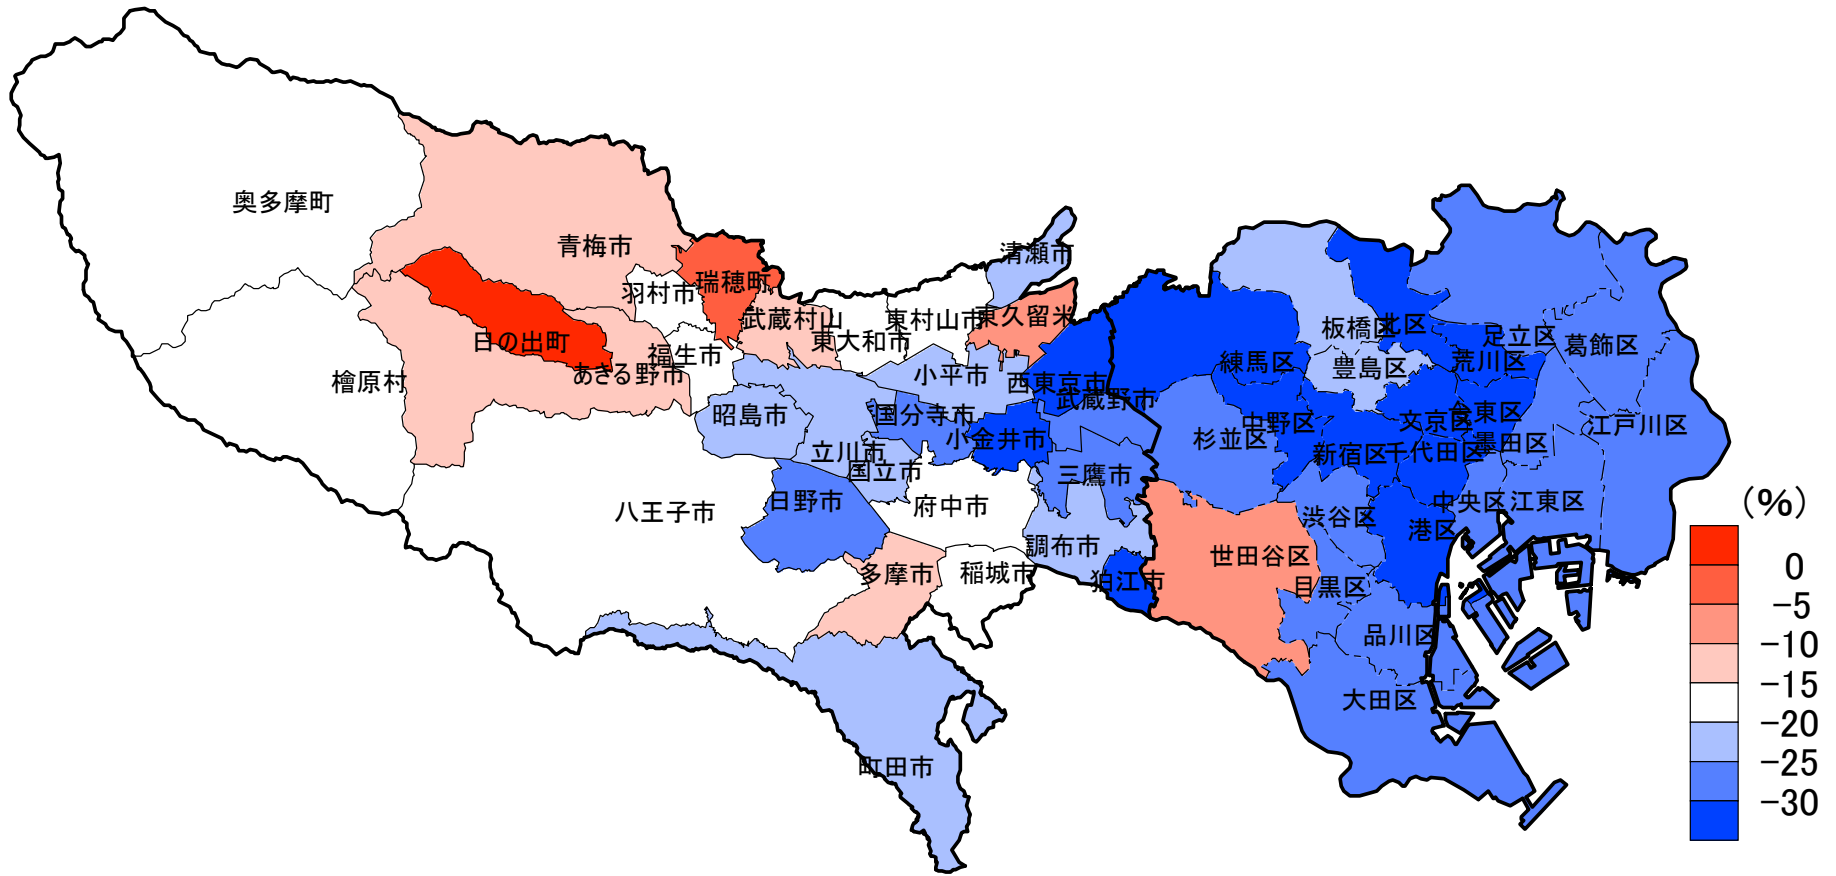 奥多摩町
青梅市
清瀬市
瑞穂町
羽村市
武蔵村山
東村山市
東久留米
東大和市
日の出町
福生市
檜原村
あきる野市
小平市
西東京市
武蔵野市
昭島市
国分寺市
小金井市
立川市
国立市
三鷹市
日野市
府中市
八王子市
調布市
多摩市
稲城市
狛江市
町田市
板橋区
北区
足立区
葛飾区
練馬区
豊島区
荒川区
中野区
文京区
台東区
墨田区
江戸川区
杉並区
新宿区
千代田区
中央区
江東区
渋谷区
港区
世田谷区
目黒区
品川区
大田区
(%)
0
-5
-10
-15
-20
-25
-30